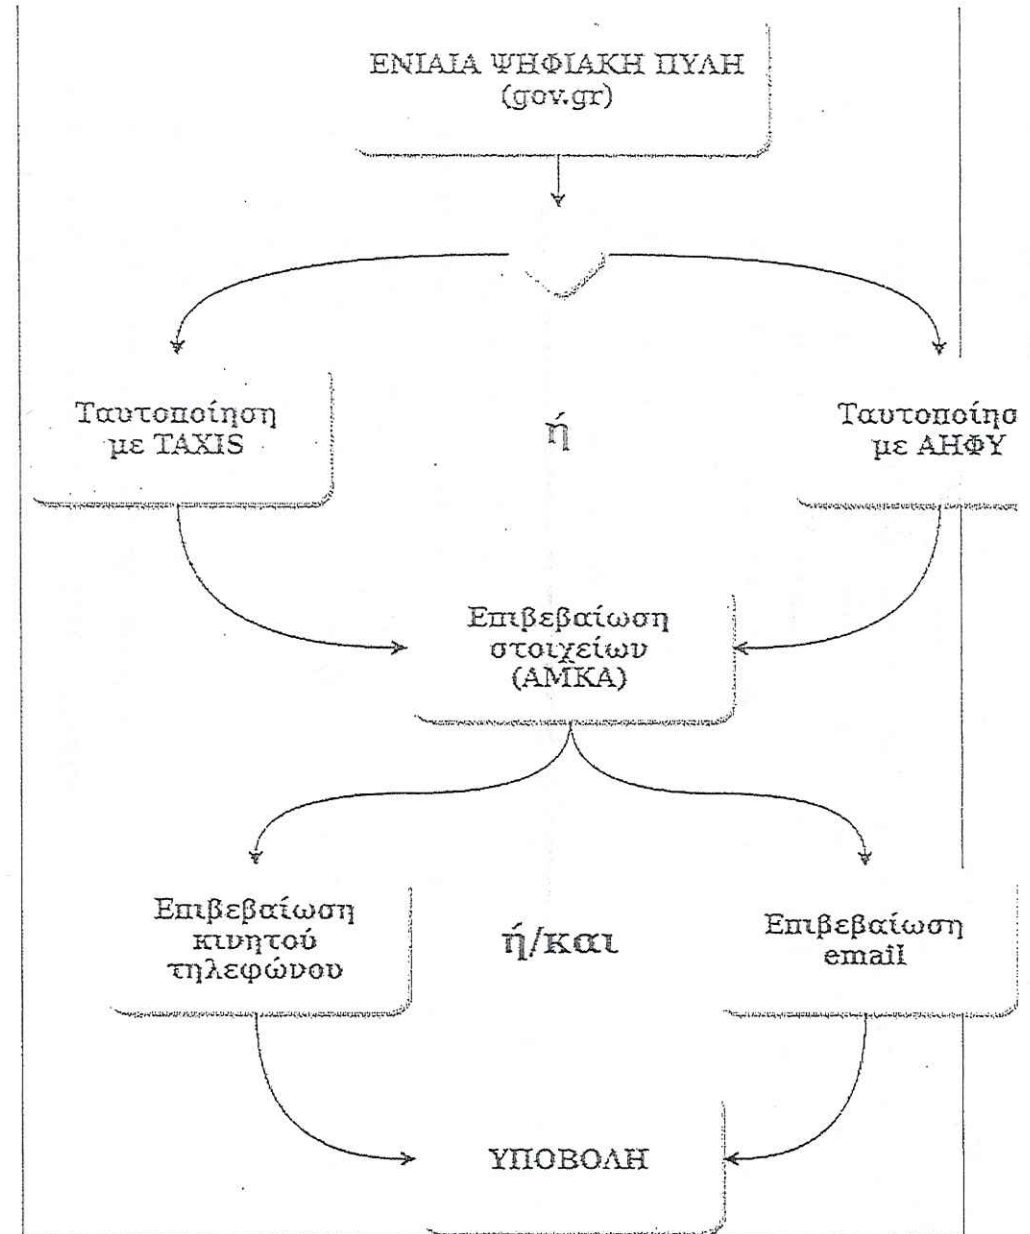 ΕΝΙΑΙΑ ΨΗΦΙΑΚΗ ΠΥΛΗ
(gov.gr)
Ταυτοποίηση
με TAXIS
ή
Ταυτοποίησ
με ΑΗΦΥ
Επιβεβαίωση
στοιχείων
(ΑΜΚΑ)
Επιβεβαίωση
κινητού
τηλεφώνου
ή/και
Επιβεβαίωση
email
ΥΠΟΒΟΛΗ